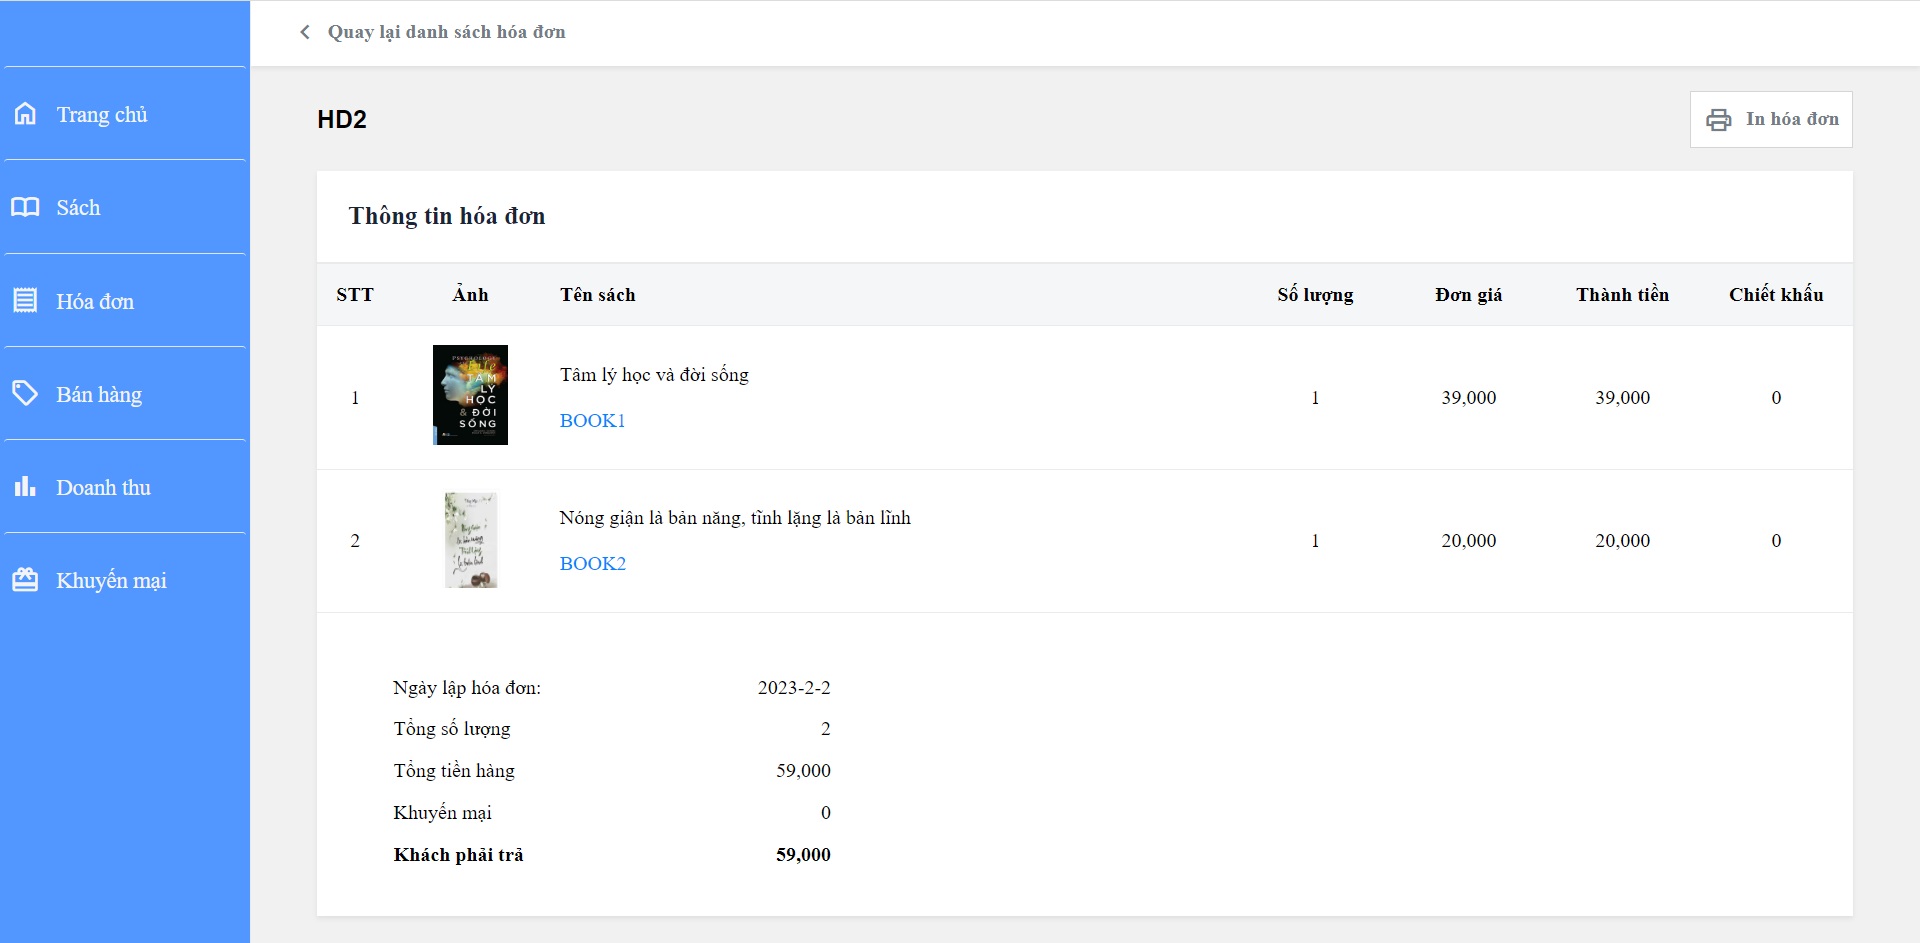 Quay lại danh sách hóa đơn
Trang chủ
Sách
Hóa đơn
Bán hàng
Doanh thu
Khuyến mại
HD2
In hóa đơn
Thông tin hóa đơn
STT Ảnh Tên sách Số lượng Đơn giá Thành tiền Chiết khấu
1 Tâm lý học và đời sống 1 39,000 39,000 0
BOOK1
TÂM
LÝ
HỌC
& ĐỜI
SỐNG
2 Nóng giận là bản năng, tĩnh lặng là bản lĩnh 1 20,000 20,000 0
BOOK2
Ngày lập hóa đơn: 2023-2-2
Tổng số lượng 2
Tổng tiền hàng 59,000
Khuyến mại 0
Khách phải trả 59,000